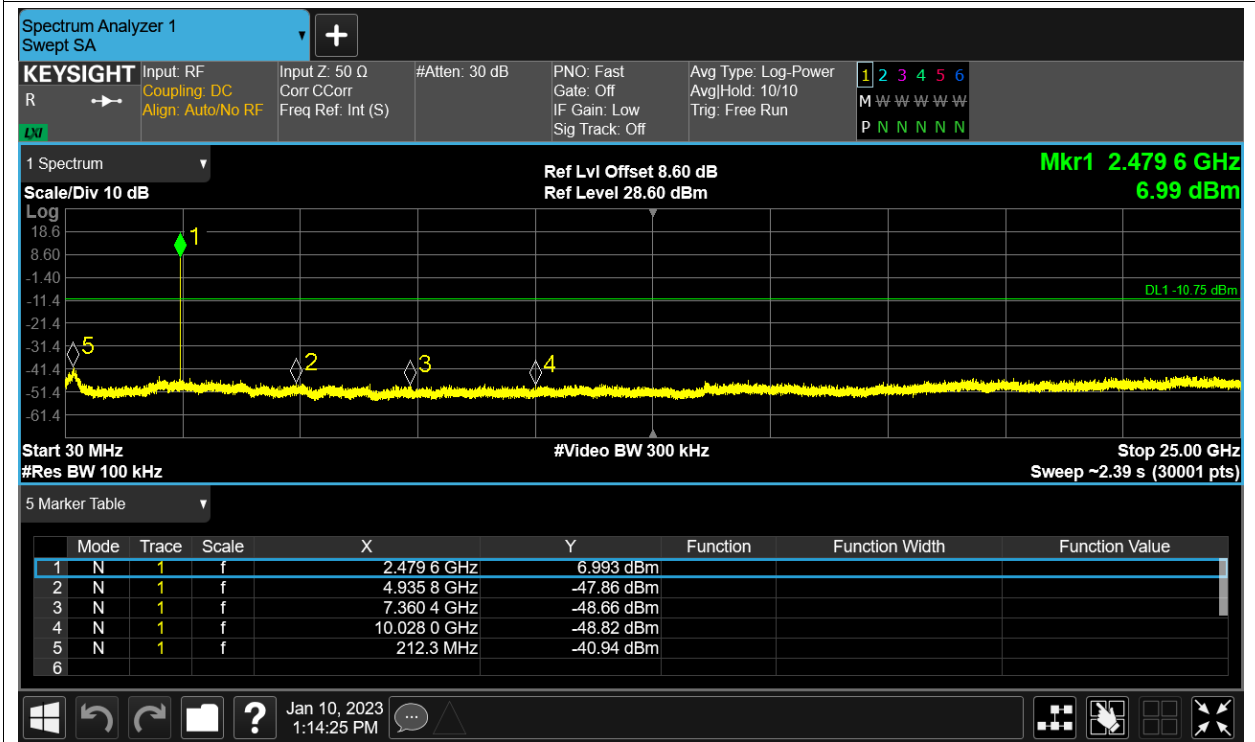 Spectrum Analyzer 1
Swept SA
+
KEYSIGHT Input: RF Input Z: 50 Ω #Atten: 30 dB PNO: Fast Avg Type: Log-Power 1 2 3 4 5 6
R Coupling: DC Corr CCorr Gate: Off Avg|Hold: 10/10 M W W W W W
Align: Auto/No RF Freq Ref: Int (S) IF Gain: Low Trig: Free Run
LXI Sig Track: Off P N N N N N
1 Spectrum Ref Lvl Offset 8.60 dB Mkr1 2.479 6 GHz
Scale/Div 10 dB Ref Level 28.60 dBm 6.99 dBm
Log
18.6
1
8.60
-1.40
DL1 -10.75 dBm
-11.4
-21.4
-31.4
5
2 3 4
-41.4
-51.4
-61.4
Start 30 MHz #Video BW 300 kHz Stop 25.00 GHz
#Res BW 100 kHz Sweep ~2.39 s (30001 pts)
5 Marker Table
Mode Trace Scale X Y Function Function Width Function Value
1 N 1 f 2.479 6 GHz 6.993 dBm
2 N 1 f 4.935 8 GHz -47.86 dBm
3 N 1 f 7.360 4 GHz -48.66 dBm
4 N 1 f 10.028 0 GHz -48.82 dBm
5 N 1 f 212.3 MHz -40.94 dBm
6
? Jan 10, 2023
1:14:25 PM